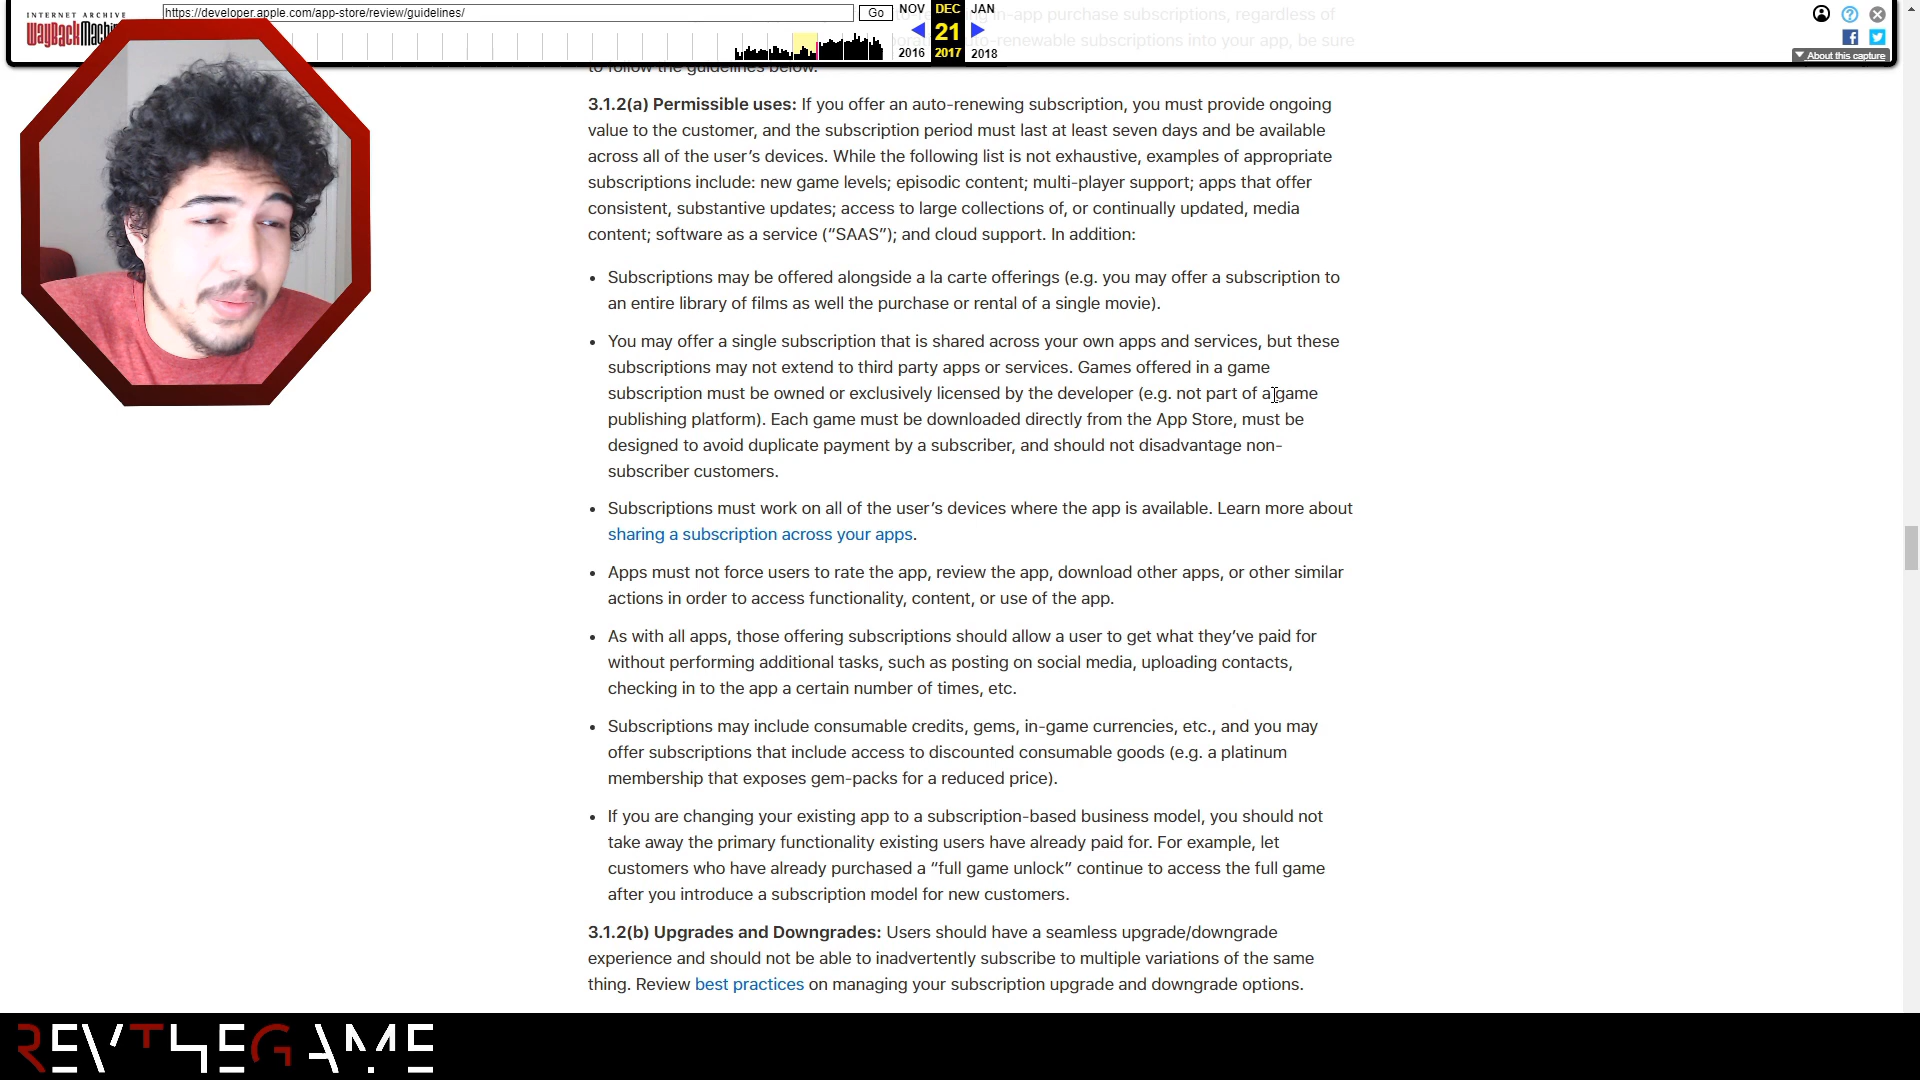 INTERNET ARCHIVE
https://developer.apple.com/app-store/review/guidelines/
Go
NOV DEC JAN
21
2016 2017 2018
About this capture
in-app purchase subscriptions, regardless of
-renewable subscriptions into your app, be sure
to follow the guidelines below.
3.1.2(a) Permissible uses: If you offer an auto-renewing subscription, you must provide ongoing
value to the customer, and the subscription period must last at least seven days and be available
across all of the user’s devices. While the following list is not exhaustive, examples of appropriate
subscriptions include: new game levels; episodic content; multi-player support; apps that offer
consistent, substantive updates; access to large collections of, or continually updated, media
content; software as a service (“SAAS”); and cloud support. In addition:
• Subscriptions may be offered alongside a la carte offerings (e.g. you may offer a subscription to
an entire library of films as well the purchase or rental of a single movie).
• You may offer a single subscription that is shared across your own apps and services, but these
subscriptions may not extend to third party apps or services. Games offered in a game
subscription must be owned or exclusively licensed by the developer (e.g. not part of a game
publishing platform). Each game must be downloaded directly from the App Store, must be
designed to avoid duplicate payment by a subscriber, and should not disadvantage non-
subscriber customers.
• Subscriptions must work on all of the user’s devices where the app is available. Learn more about
sharing a subscription across your apps.
• Apps must not force users to rate the app, review the app, download other apps, or other similar
actions in order to access functionality, content, or use of the app.
• As with all apps, those offering subscriptions should allow a user to get what they’ve paid for
without performing additional tasks, such as posting on social media, uploading contacts,
checking in to the app a certain number of times, etc.
• Subscriptions may include consumable credits, gems, in-game currencies, etc., and you may
offer subscriptions that include access to discounted consumable goods (e.g. a platinum
membership that exposes gem-packs for a reduced price).
• If you are changing your existing app to a subscription-based business model, you should not
take away the primary functionality existing users have already paid for. For example, let
customers who have already purchased a “full game unlock” continue to access the full game
after you introduce a subscription model for new customers.
3.1.2(b) Upgrades and Downgrades: Users should have a seamless upgrade/downgrade
experience and should not be able to inadvertently subscribe to multiple variations of the same
thing. Review best practices on managing your subscription upgrade and downgrade options.
REVTHEGAME